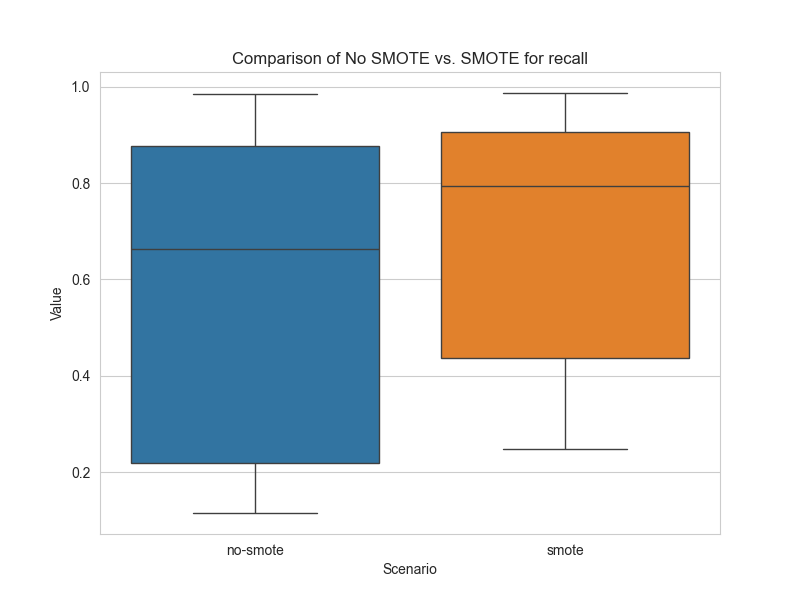 Comparison of No SMOTE vs. SMOTE for recall
1.0
0.8
0.6
0.4
0.2
Value
no-smote smote
Scenario